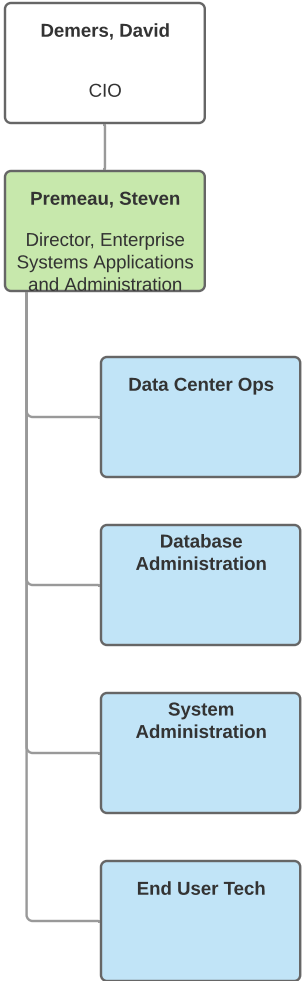 Demers, David
CIO
Premeau, Steven
Director, Enterprise
Systems Applications
and Administration
Data Center Ops
Database
Administration
System
Administration
End User Tech